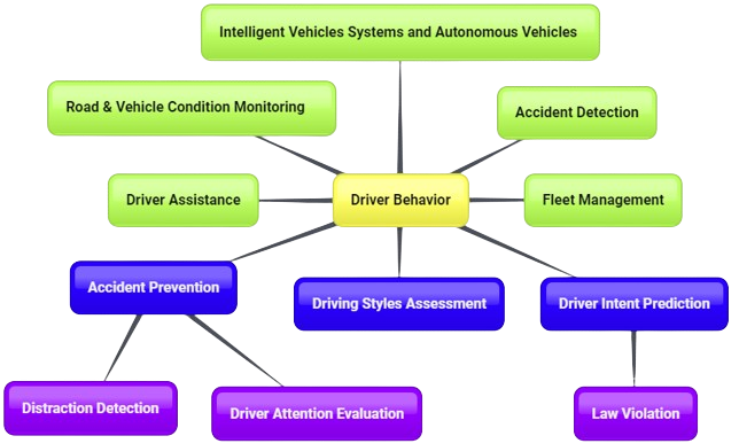 Intelligent Vehicles Systems and Autonomous Vehicles
Road & Vehicle Condition Monitoring
Accident Detection
Driver Assistance
Driver Behavior
Fleet Management
Accident Prevention
Driving Styles Assessment
Driver Intent Prediction
Distraction Detection
Driver Attention Evaluation
Law Violation